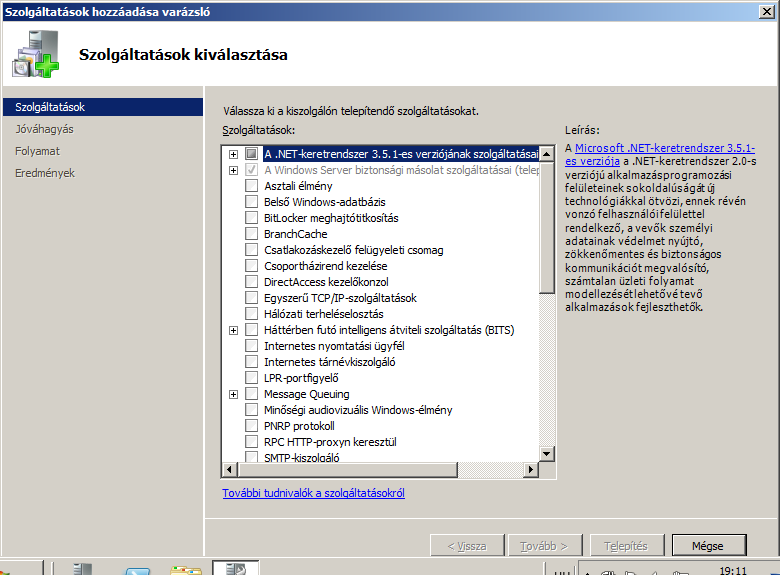 Szolgáltatások hozzáadása varázsló
Szolgáltatások kiválasztása
Szolgáltatások
Jóváhagyás
Folyamat
Eredmények
Válassza ki a kiszolgálón telepítendő szolgáltatásokat.
Szolgáltatások:
A .NET-keretrendszer 3.5.1-es verziójának szolgáltatásai
A Windows Server biztonsági másolat szolgáltatásai (telep
Asztali élmény
Belső Windows-adatbázis
BitLocker meghajtótitkosítás
BranchCache
Csatlakozáskezelő felügyeleti csomag
Csoportházirend kezelése
DirectAccess kezelőkonzol
Egyszerű TCP/IP-szolgáltatások
Hálózati terheléselosztás
Háttérben futó intelligens átviteli szolgáltatás (BITS)
Internetes nyomtatási ügyfél
Internetes tárnévkiszolgáló
LPR-portfigyelő
Message Queuing
Minőségi audiovizuális Windows-élmény
PNRP protokoll
RPC HTTP-proxyn keresztül
SMTP-kiszolgáló
Leírás:
A Microsoft .NET-keretrendszer 3.5.1-
es verziója a .NET-keretrendszer 2.0-s
verziójú alkalmazásprogramozási
felületeinek sokoldalúságát új
technológiákkal ötvözi, ennek révén
vonzó felhasználói felülettel
rendelkező, a vevők személyi
adatainak védelmet nyújtó,
zökkenőmentes és biztonságos
kommunikációt megvalósító,
számtalan üzleti folyamat
modellezését lehetővé tevő
alkalmazások fejleszthetők.
További tudnivalók a szolgáltatásokról
< Vissza
Tovább >
Telepítés
Mégse
HU
19:11